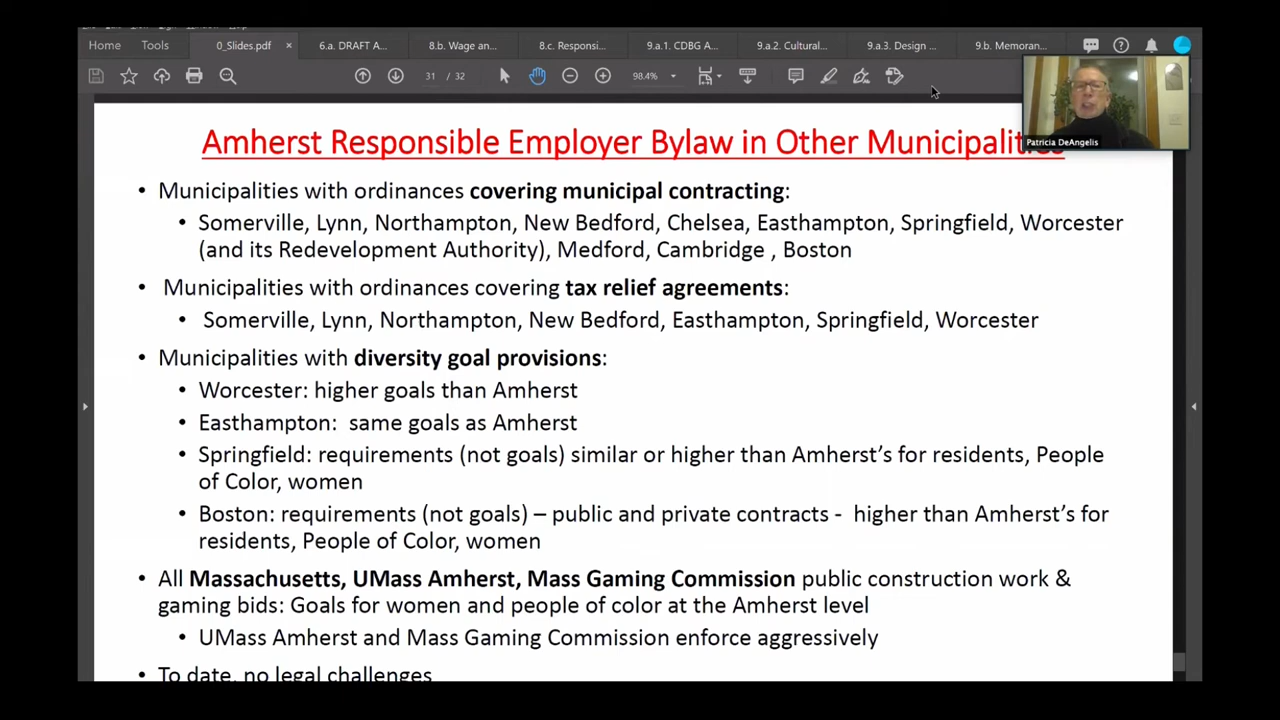 Home Tools 0_Slides.pdf × 6.a. DRAFT A... 8.b. Wage an... 8.c. Responsi... 9.a.1. CDBG A... 9.a.2. Cultural... 9.a.3. Design ... 9.b. Memoran...
31 / 32 98.4%
Patricia DeAngelis
Amherst Responsible Employer Bylaw in Other Municipalities
• Municipalities with ordinances covering municipal contracting:
• Somerville, Lynn, Northampton, New Bedford, Chelsea, Easthampton, Springfield, Worcester
(and its Redevelopment Authority), Medford, Cambridge , Boston
• Municipalities with ordinances covering tax relief agreements:
• Somerville, Lynn, Northampton, New Bedford, Easthampton, Springfield, Worcester
• Municipalities with diversity goal provisions:
• Worcester: higher goals than Amherst
• Easthampton: same goals as Amherst
• Springfield: requirements (not goals) similar or higher than Amherst’s for residents, People
of Color, women
• Boston: requirements (not goals) – public and private contracts - higher than Amherst’s for
residents, People of Color, women
• All Massachusetts, UMass Amherst, Mass Gaming Commission public construction work &
gaming bids: Goals for women and people of color at the Amherst level
• UMass Amherst and Mass Gaming Commission enforce aggressively
• To date, no legal challenges